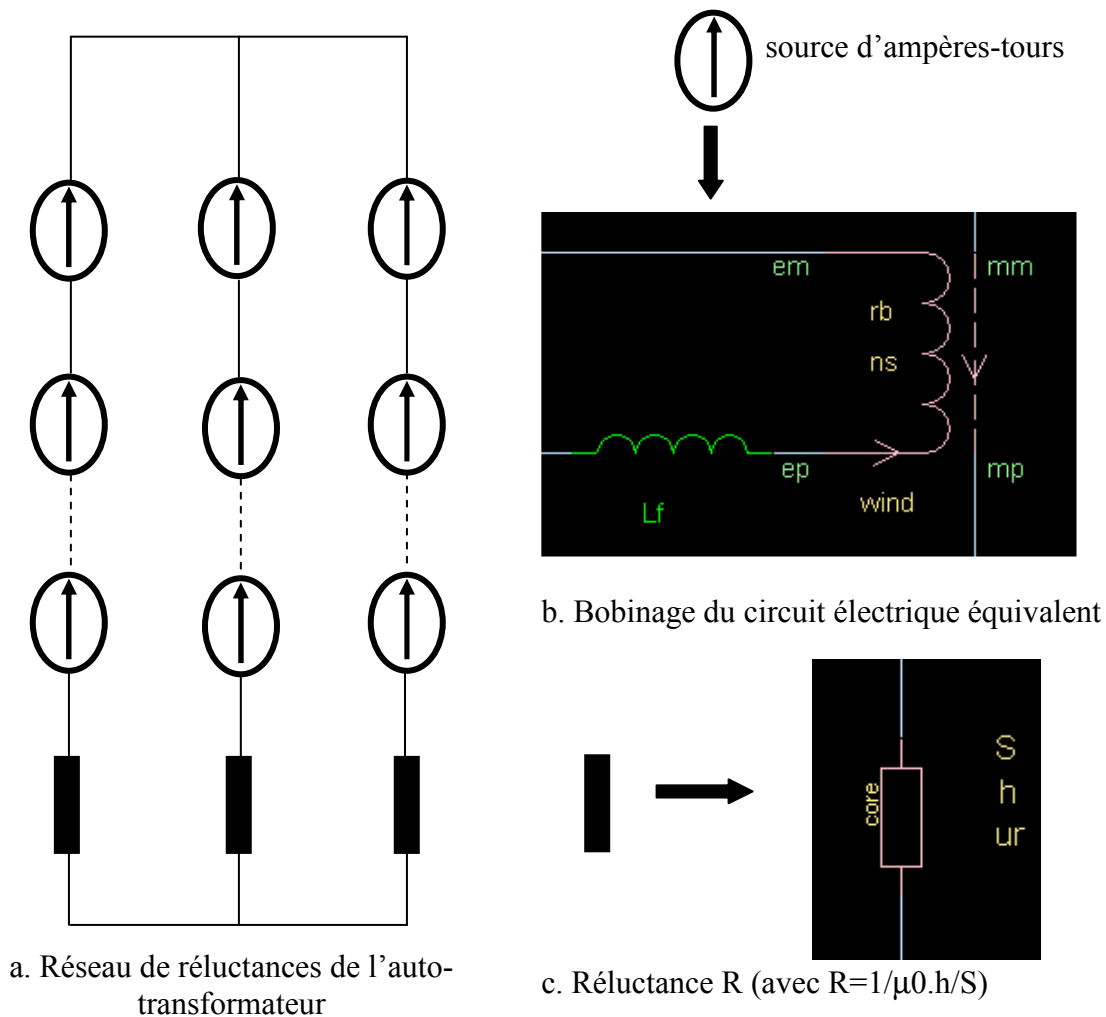 source d’ampères-tours
em
mm
rb
ns
ep
mp
wind
Lf
b. Bobinage du circuit électrique équivalent
S
h
ur
core
a. Réseau de réluctances de l’auto-
transformateur
c. Réluctance R (avec R=1/μ0.h/S)